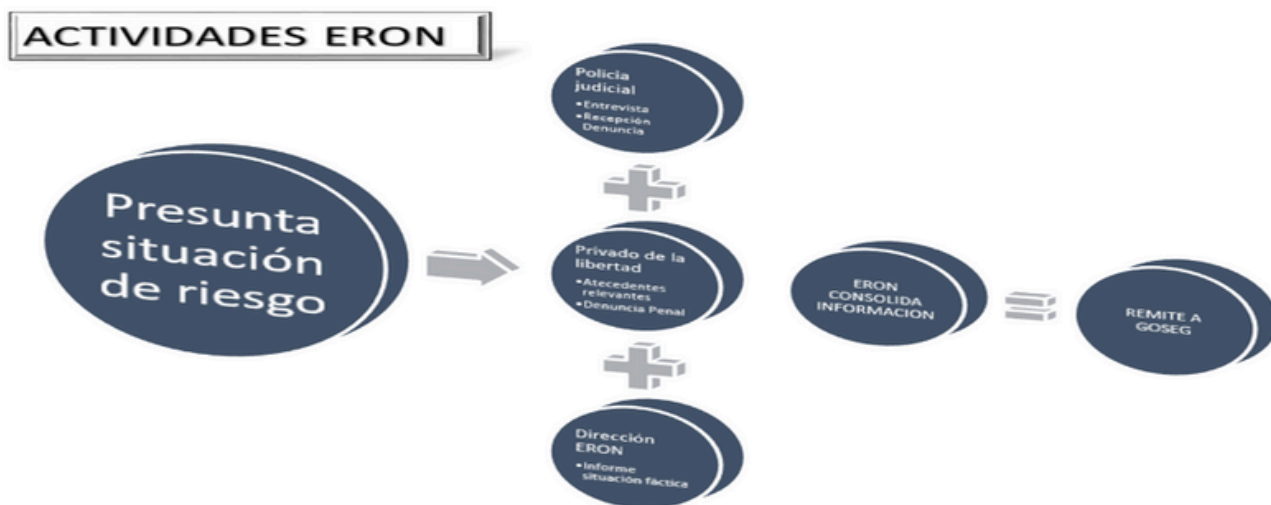 ACTIVIDADES ERON
Presunta
situación
de riesgo
Policia
judicial
•Entrevista
•Recepción
Denuncia
Privado de la
libertad
•Atecedentes
relevantes
•Denuncia Penal
Dirección
ERON
•Informe
situación fáctica
ERON
CONSOLIDA
INFORMACION
REMITE A
GOSEG